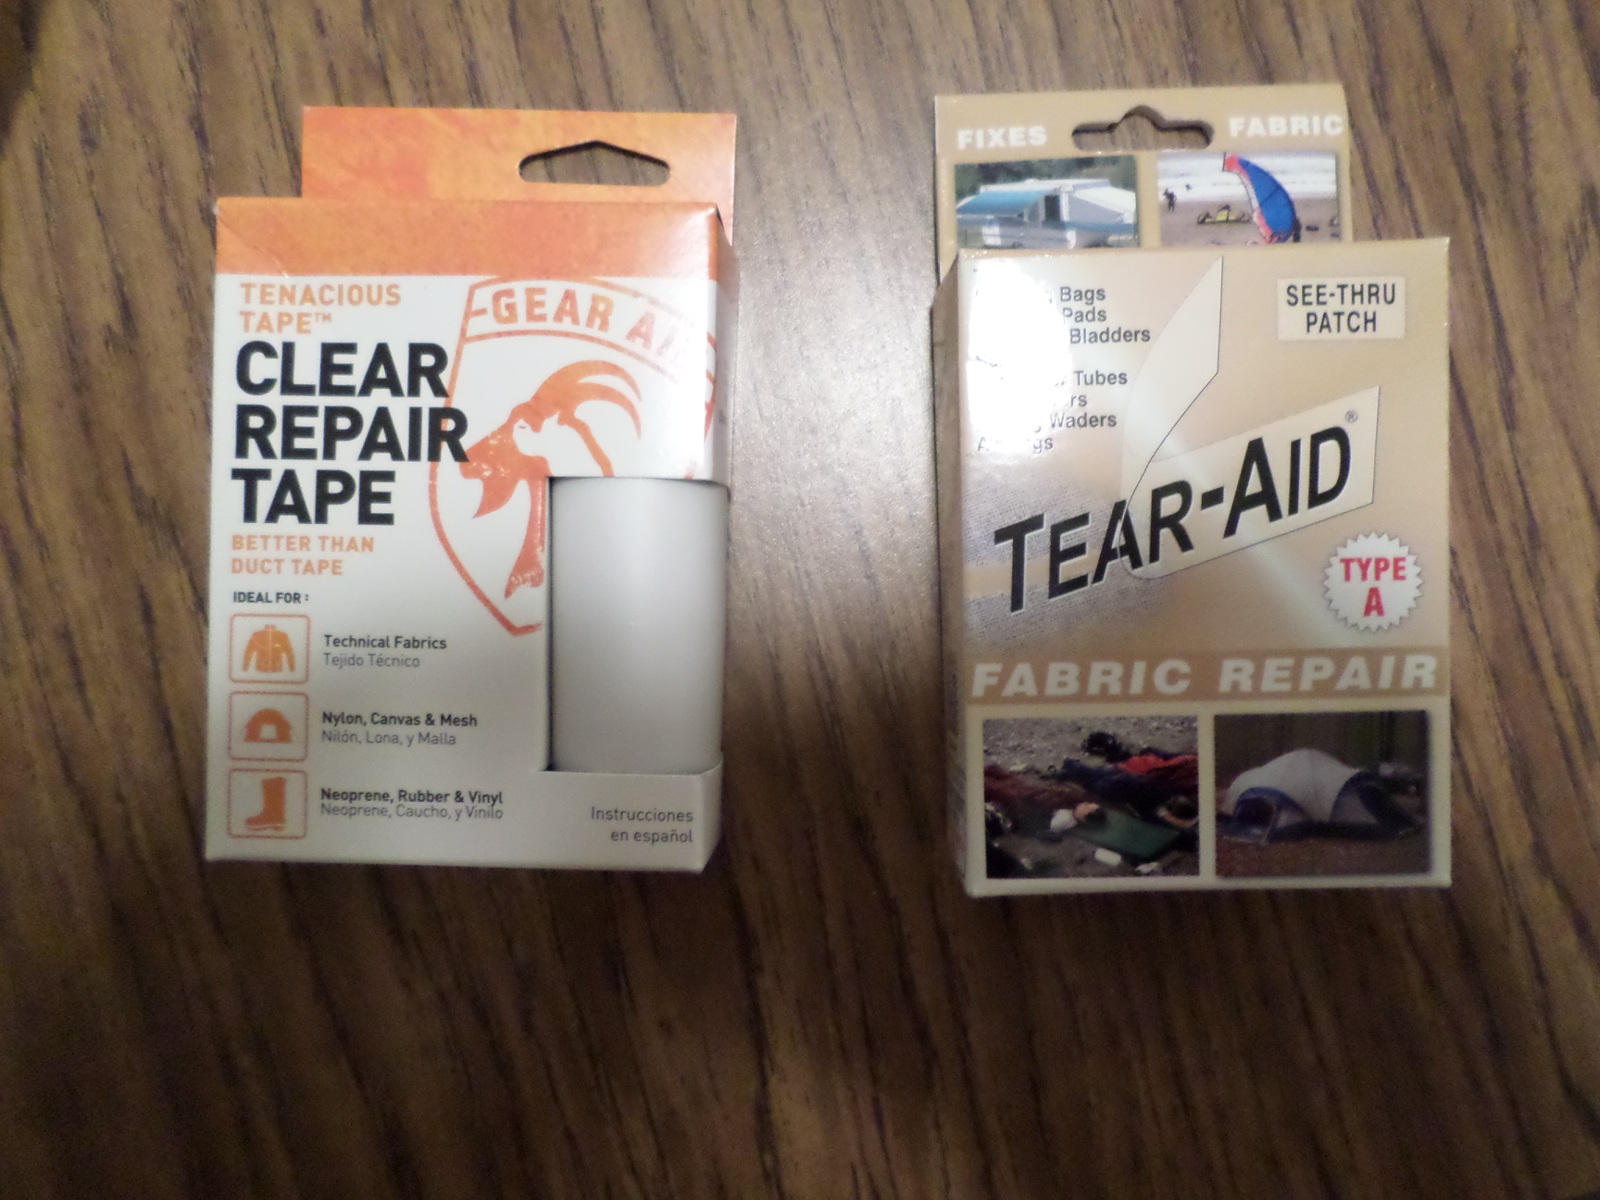 TENACIOUS
TAPE™
CLEAR
REPAIR
TAPE
BETTER THAN
DUCT TAPE
IDEAL FOR:
Technical Fabrics
Tejido Técnico
Nylon, Canvas & Mesh
Nilón, Lona, y Malla
Neoprene, Rubber & Vinyl
Neoprene, Caucho, y Vinilo
GEAR
Instrucciones
en español
FIXES FABRIC
Bags
Pads
Bladders
Tubes
Waders
SEE-THRU
PATCH
TEAR-AID®
TYPE
A
FABRIC REPAIR